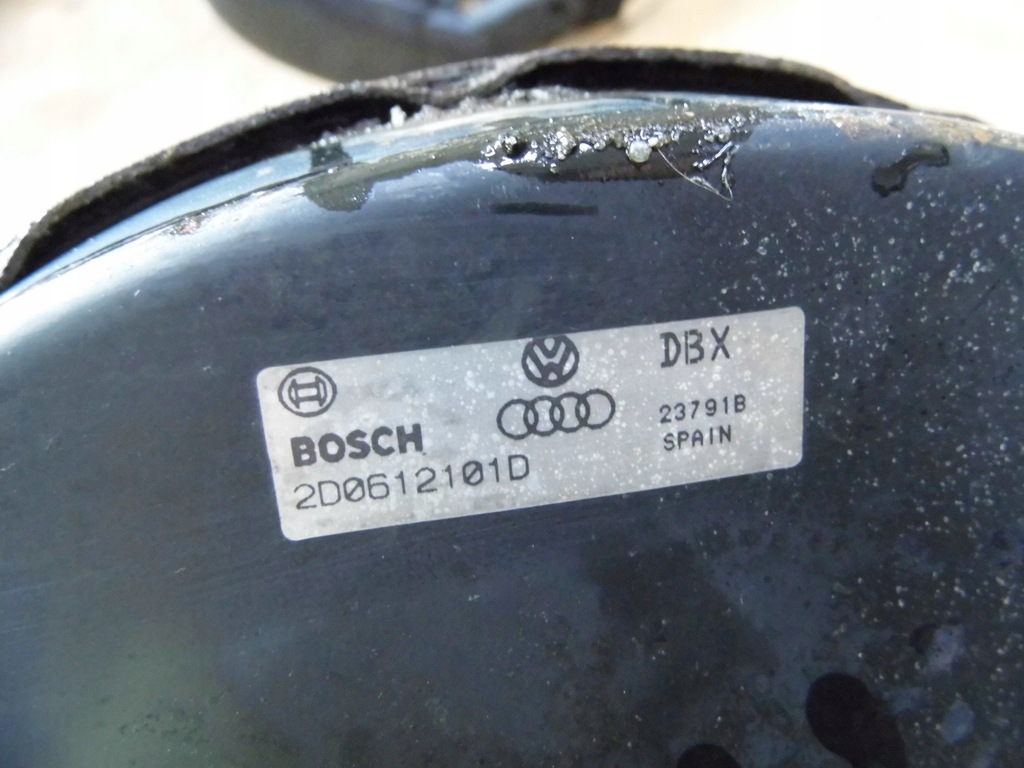 DBX
BOSCH
23791B
SPAIN
2D0612101D